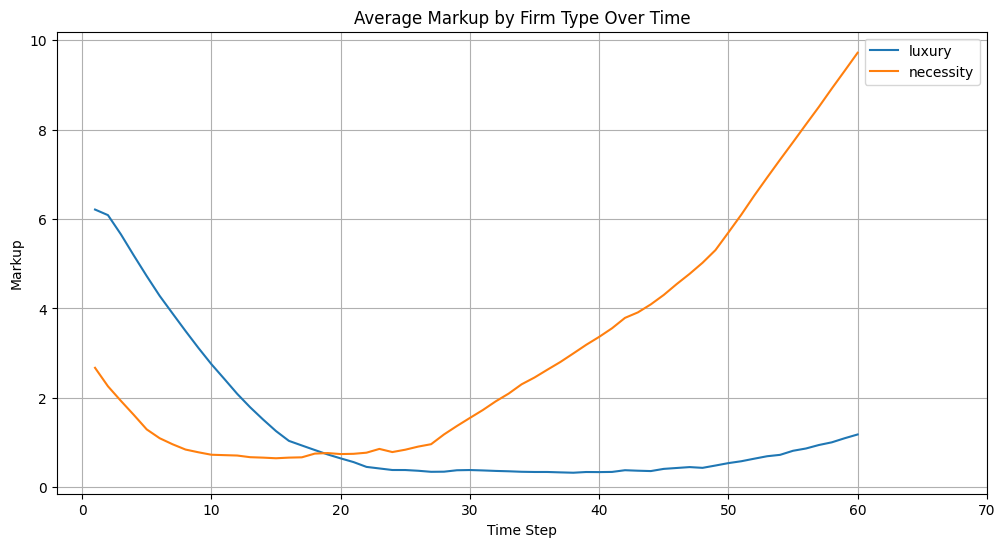 Average Markup by Firm Type Over Time
luxury
necessity
Markup
10
8
6
4
2
0
0 10 20 30 40 50 60 70
Time Step